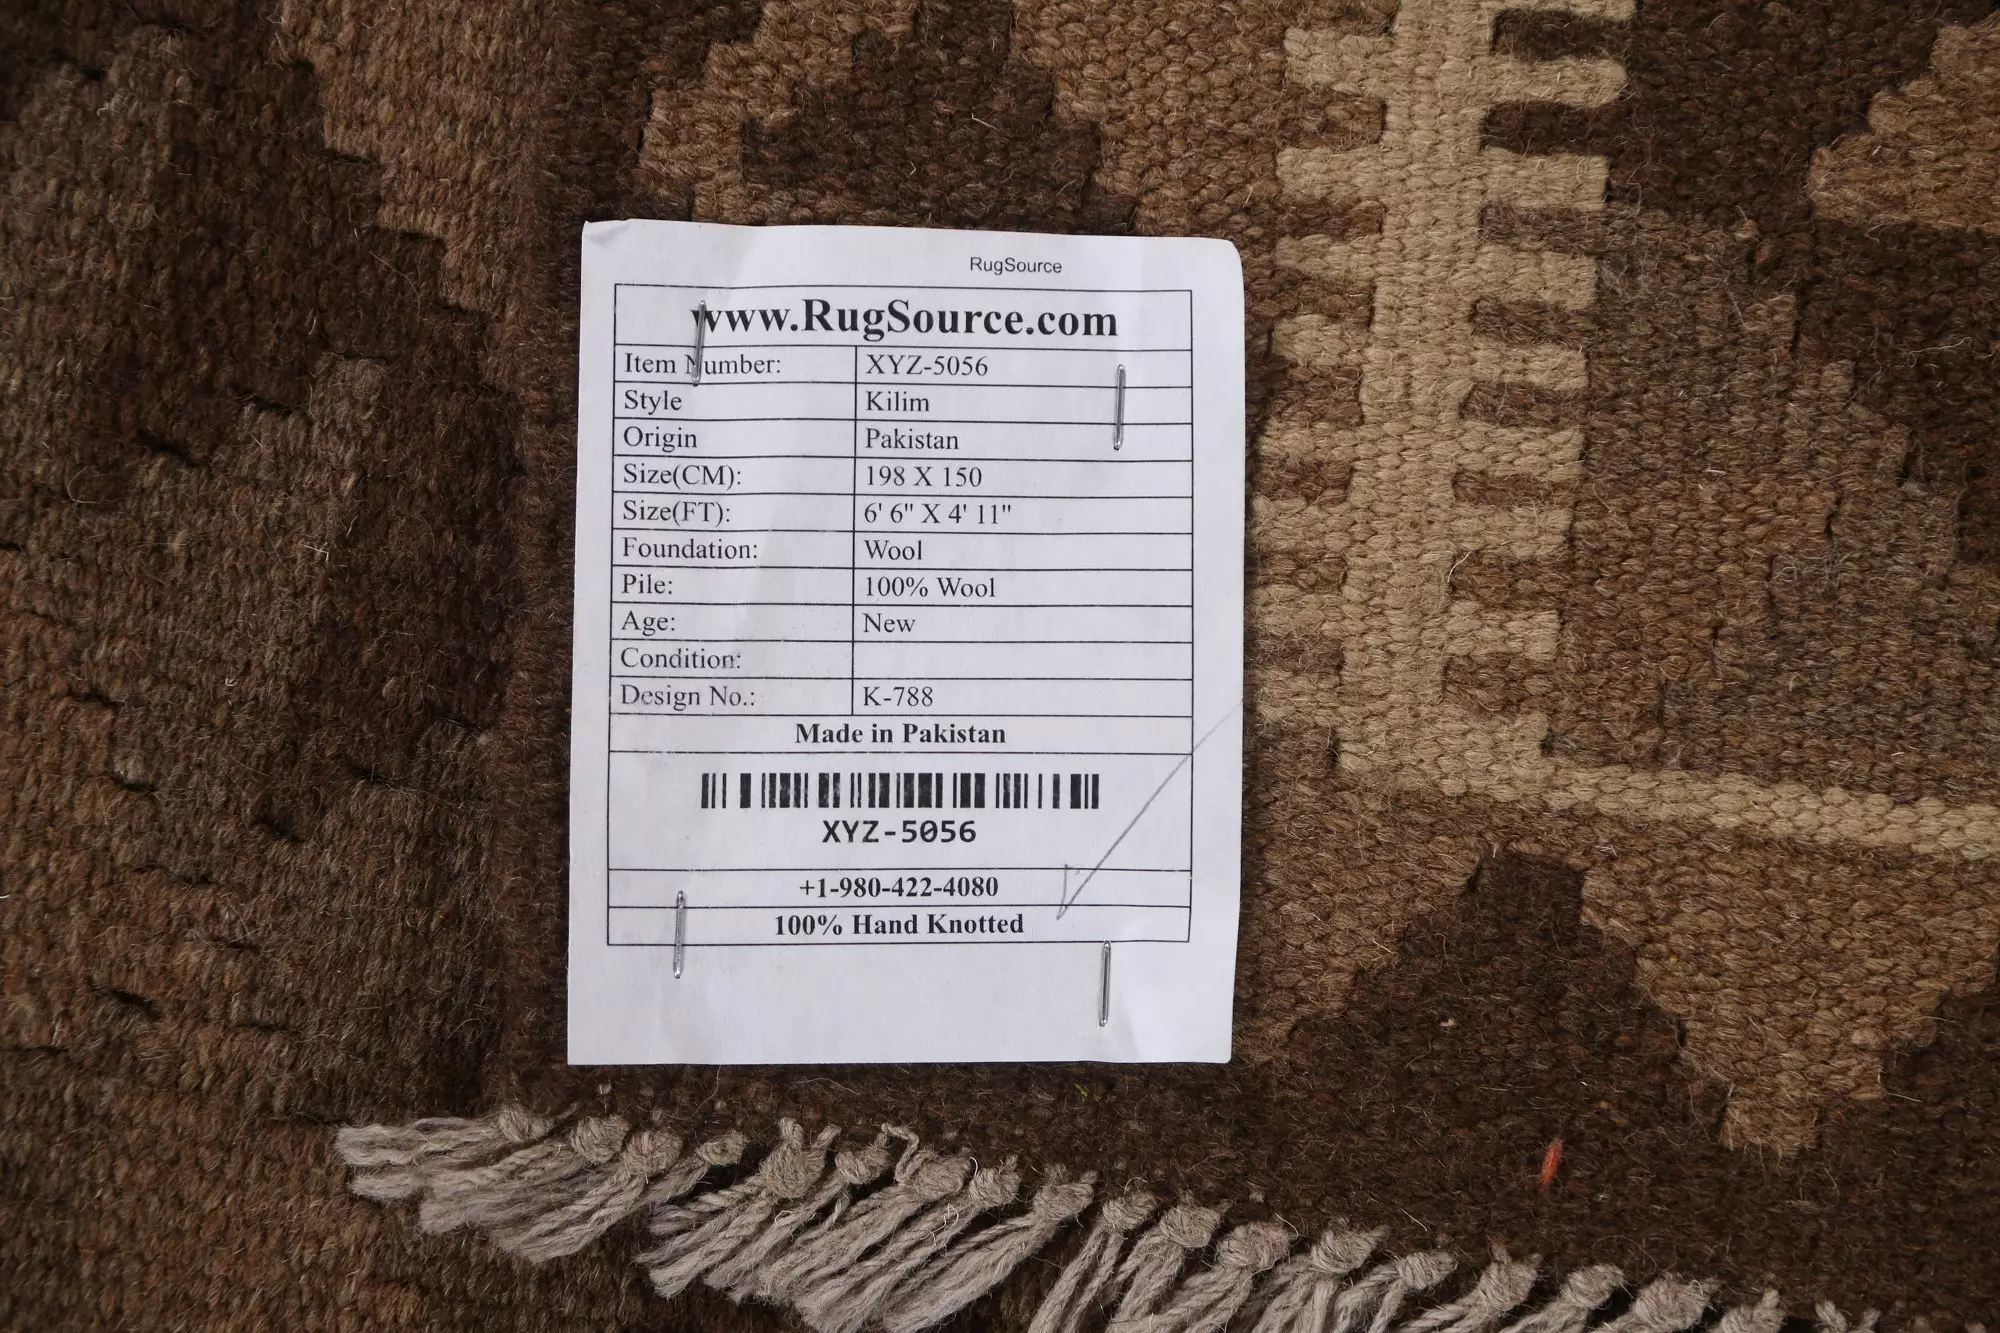 RugSource
www.RugSource.com
Item Number: XYZ-5056
Style Kilim
Origin Pakistan
Size(CM): 198 X 150
Size(FT): 6' 6" X 4' 11"
Foundation: Wool
Pile: 100% Wool
Age: New
Condition:
Design No.: K-788
Made in Pakistan
XYZ-5056
+1-980-422-4080
100% Hand Knotted